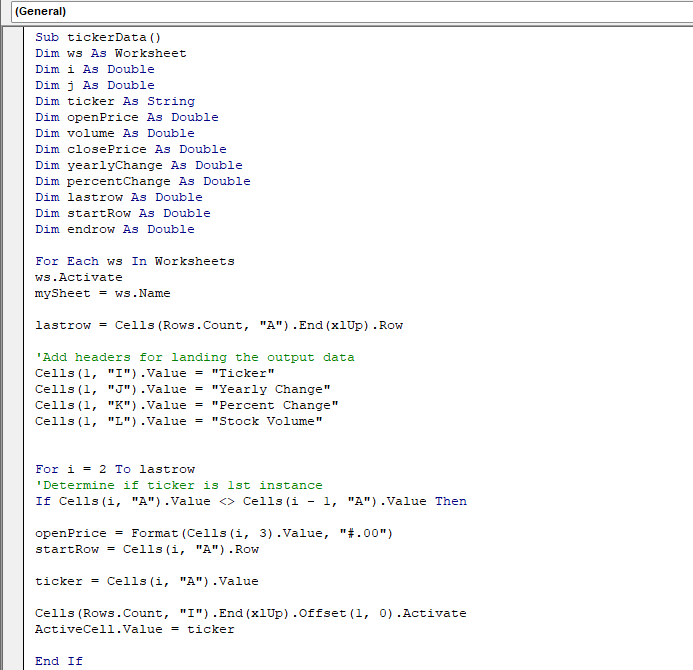 (General)
Sub tickerData()
Dim ws As Worksheet
Dim i As Double
Dim j As Double
Dim ticker As String
Dim openPrice As Double
Dim volume As Double
Dim closePrice As Double
Dim yearlyChange As Double
Dim percentChange As Double
Dim lastrow As Double
Dim startRow As Double
Dim endrow As Double
For Each ws In Worksheets
ws.Activate
mySheet = ws.Name
lastrow = Cells(Rows.Count, "A").End(xlUp).Row
'Add headers for landing the output data
Cells(1, "I").Value = "Ticker"
Cells(1, "J").Value = "Yearly Change"
Cells(1, "K").Value = "Percent Change"
Cells(1, "L").Value = "Stock Volume"
For i = 2 To lastrow
'Determine if ticker is 1st instance
If Cells(i, "A").Value <> Cells(i - 1, "A").Value Then
openPrice = Format(Cells(i, 3).Value, "#.00")
startRow = Cells(i, "A").Row
ticker = Cells(i, "A").Value
Cells(Rows.Count, "I").End(xlUp).Offset(1, 0).Activate
ActiveCell.Value = ticker
End If